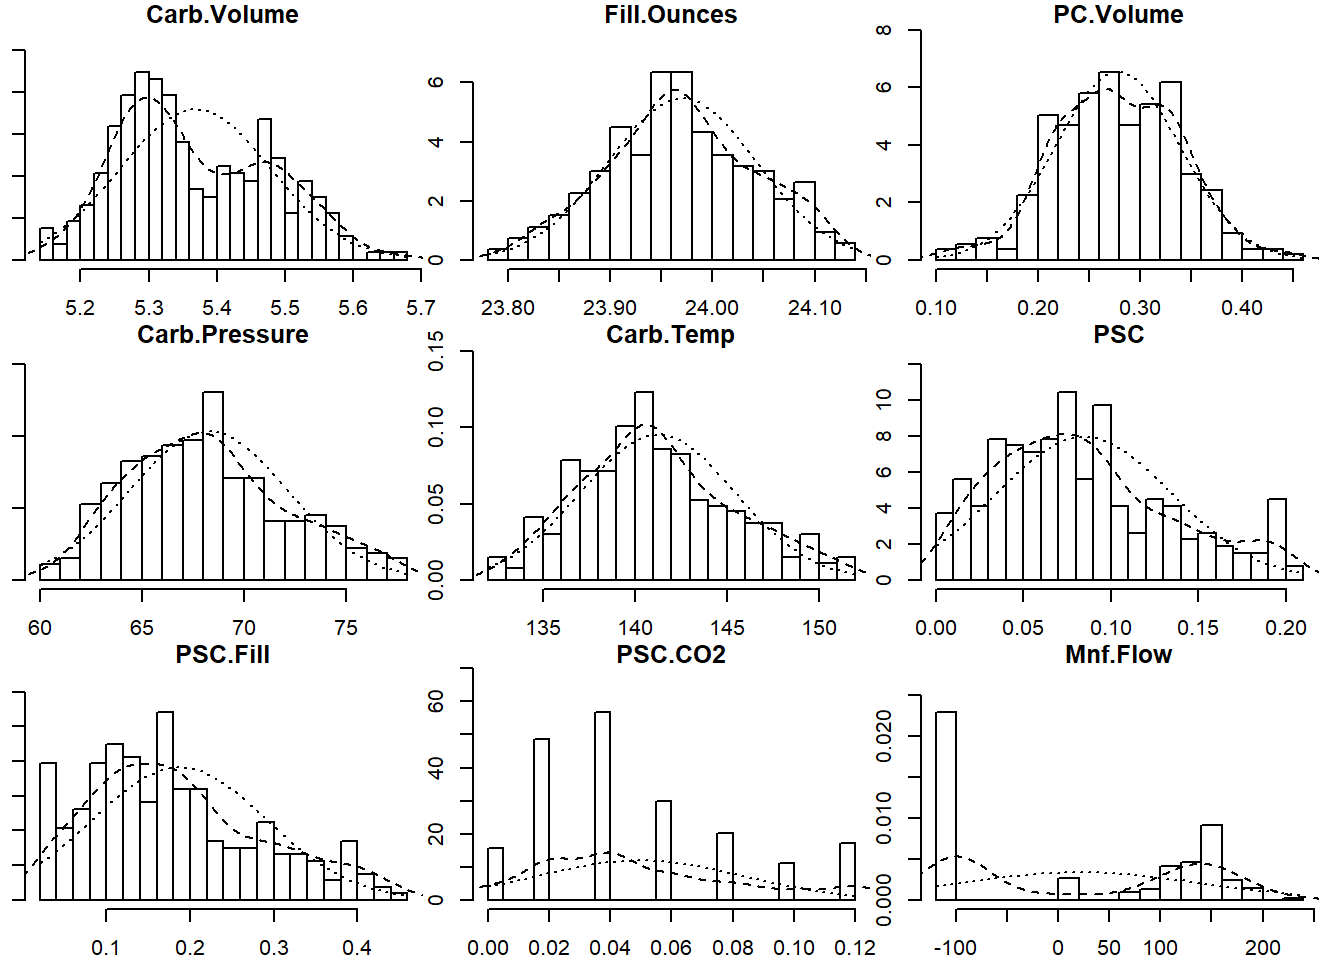 Carb.Volume
5.2 5.3 5.4 5.5 5.6 5.7
Fill.Ounces
0 2 4 6
23.80 23.90 24.00 24.10
PC.Volume
0 2 4 6 8
0.10 0.20 0.30 0.40
Carb.Pressure
60 65 70 75
Carb.Temp
0.00 0.05 0.10 0.15
135 140 145 150
PSC
0 2 4 6 8 10
0.00 0.05 0.10 0.15 0.20
PSC.Fill
0.1 0.2 0.3 0.4
PSC.CO2
0 20 40 60
0.00 0.02 0.04 0.06 0.08 0.10 0.12
Mnf.Flow
0.000 0.010 0.020
-100 0 50 100 200